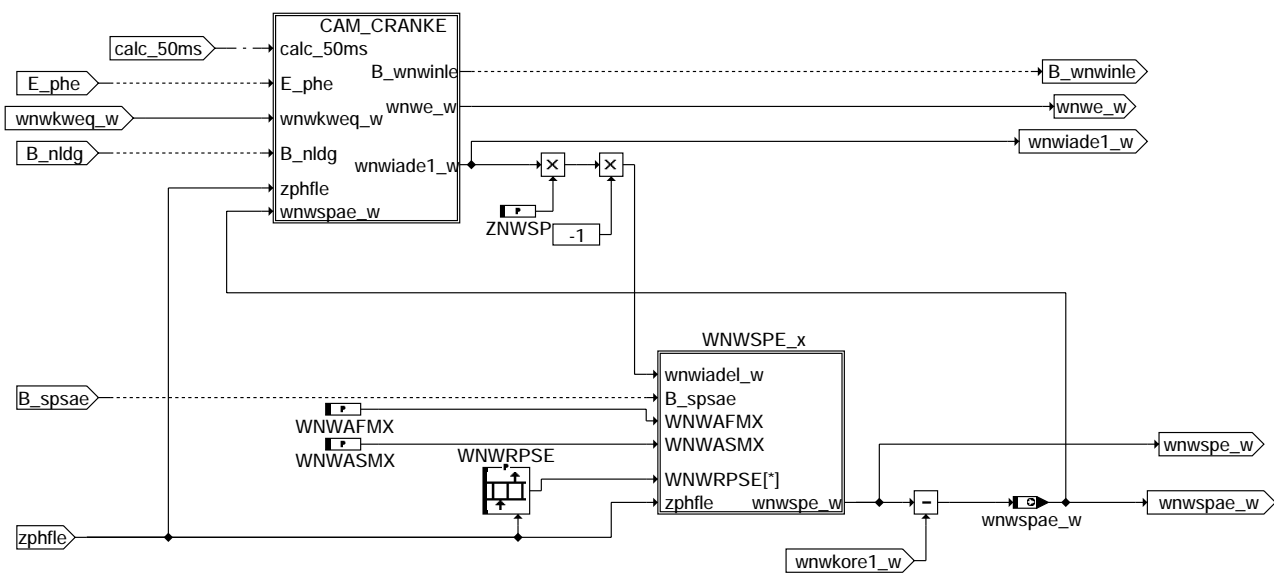 CAM_CRANKE
calc_50ms
calc_50ms
B_wnwinle
B_wnwinle
E_phe
E_phe
wnwe_w
wnwe_w
wnwkweq_w
wnwkweq_w
B_nldg
B_nldg
wnwiade1_w
wnwiade1_w
zphfle
wnwspae_w
P
ZNWSP
-1
WNWSPE_x
wnwiadel_w
B_spsae
B_spsae
P
WNWAFMX
WNWAFMX
P
WNWASMX
WNWASMX
WNWRPSE
P
WNWRPSE[*]
zphfle
wnwspe_w
wnwspe_w
wnwspae_w
wnwspae_w
zphfle
wnwkore1_w